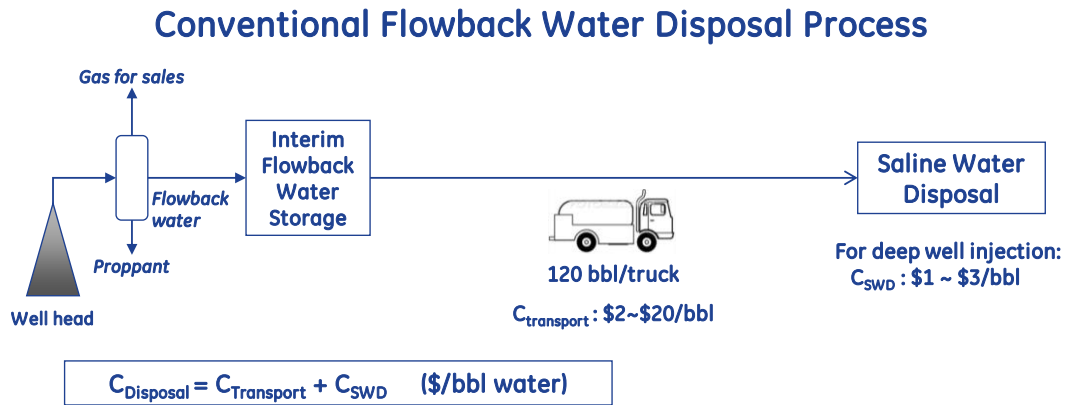 Conventional Flowback Water Disposal Process
Gas for sales
Interim
Flowback
Water
Storage
Flowback
water
Proppant
Well head
120 bbl/truck
C_transport : $2~$20/bbl
Saline Water
Disposal
For deep well injection:
C_SWD : $1 ~ $3/bbl
C_Disposal = C_Transport + C_SWD ($/bbl water)